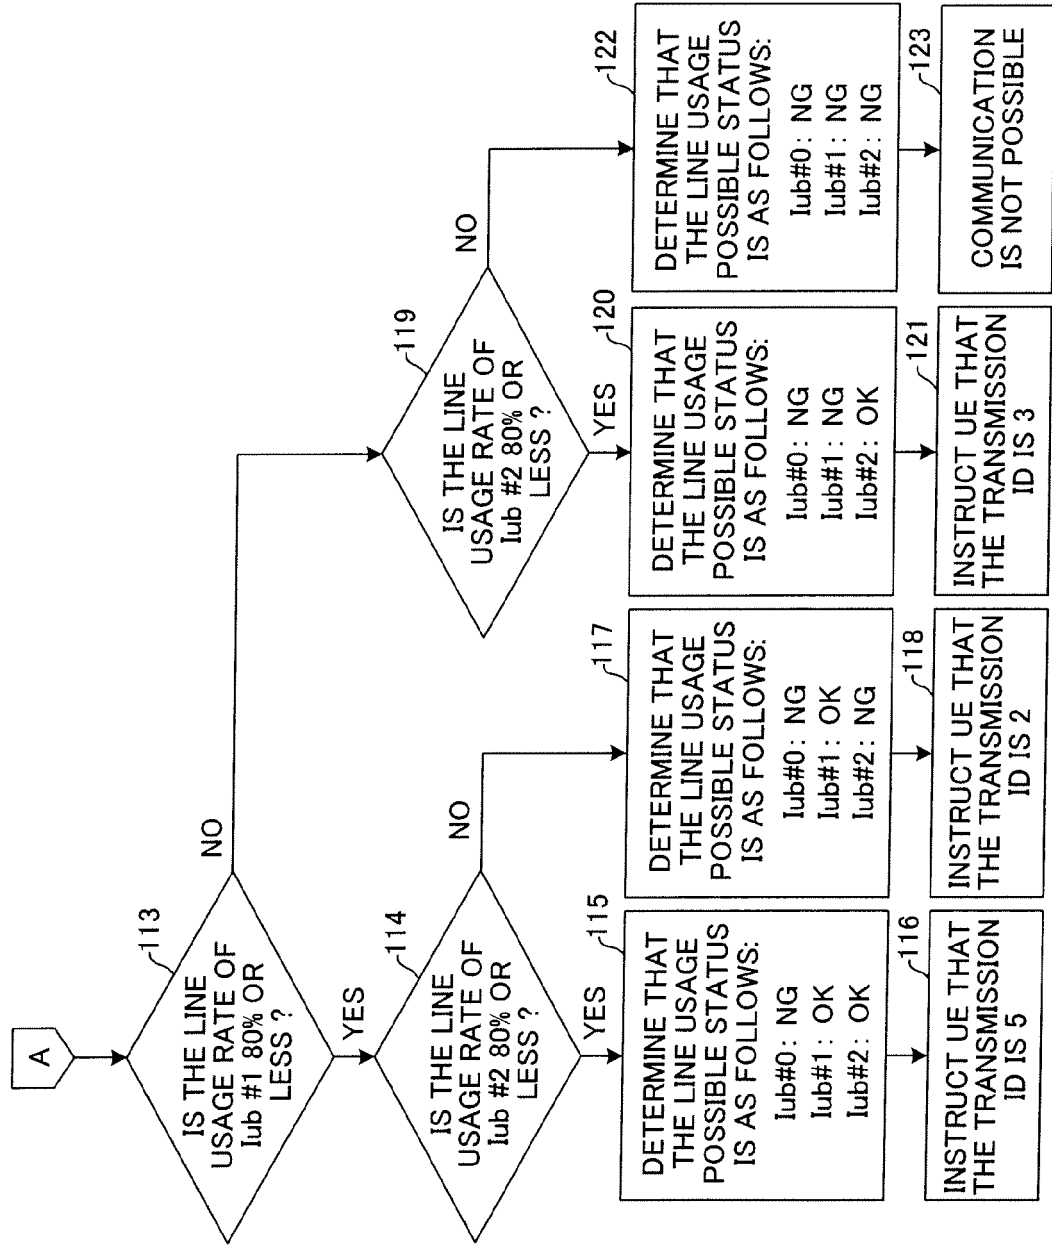 A
113
IS THE LINE
USAGE RATE OF
Iub #1 80% OR
LESS ?
NO
YES
114
IS THE LINE
USAGE RATE OF
Iub #2 80% OR
LESS ?
NO
YES
115
DETERMINE THAT
THE LINE USAGE
POSSIBLE STATUS
IS AS FOLLOWS:
Iub#0: NG
Iub#1: OK
Iub#2: OK
116
INSTRUCT UE THAT
THE TRANSMISSION
ID IS 5
117
DETERMINE THAT
THE LINE USAGE
POSSIBLE STATUS
IS AS FOLLOWS:
Iub#0: NG
Iub#1: OK
Iub#2: NG
118
INSTRUCT UE THAT
THE TRANSMISSION
ID IS 2
119
IS THE LINE
USAGE RATE OF
Iub #2 80% OR
LESS ?
NO
YES
120
DETERMINE THAT
THE LINE USAGE
POSSIBLE STATUS
IS AS FOLLOWS:
Iub#0: NG
Iub#1: NG
Iub#2: OK
121
INSTRUCT UE THAT
THE TRANSMISSION
ID IS 3
122
DETERMINE THAT
THE LINE USAGE
POSSIBLE STATUS
IS AS FOLLOWS:
Iub#0: NG
Iub#1: NG
Iub#2: NG
123
COMMUNICATION
IS NOT POSSIBLE